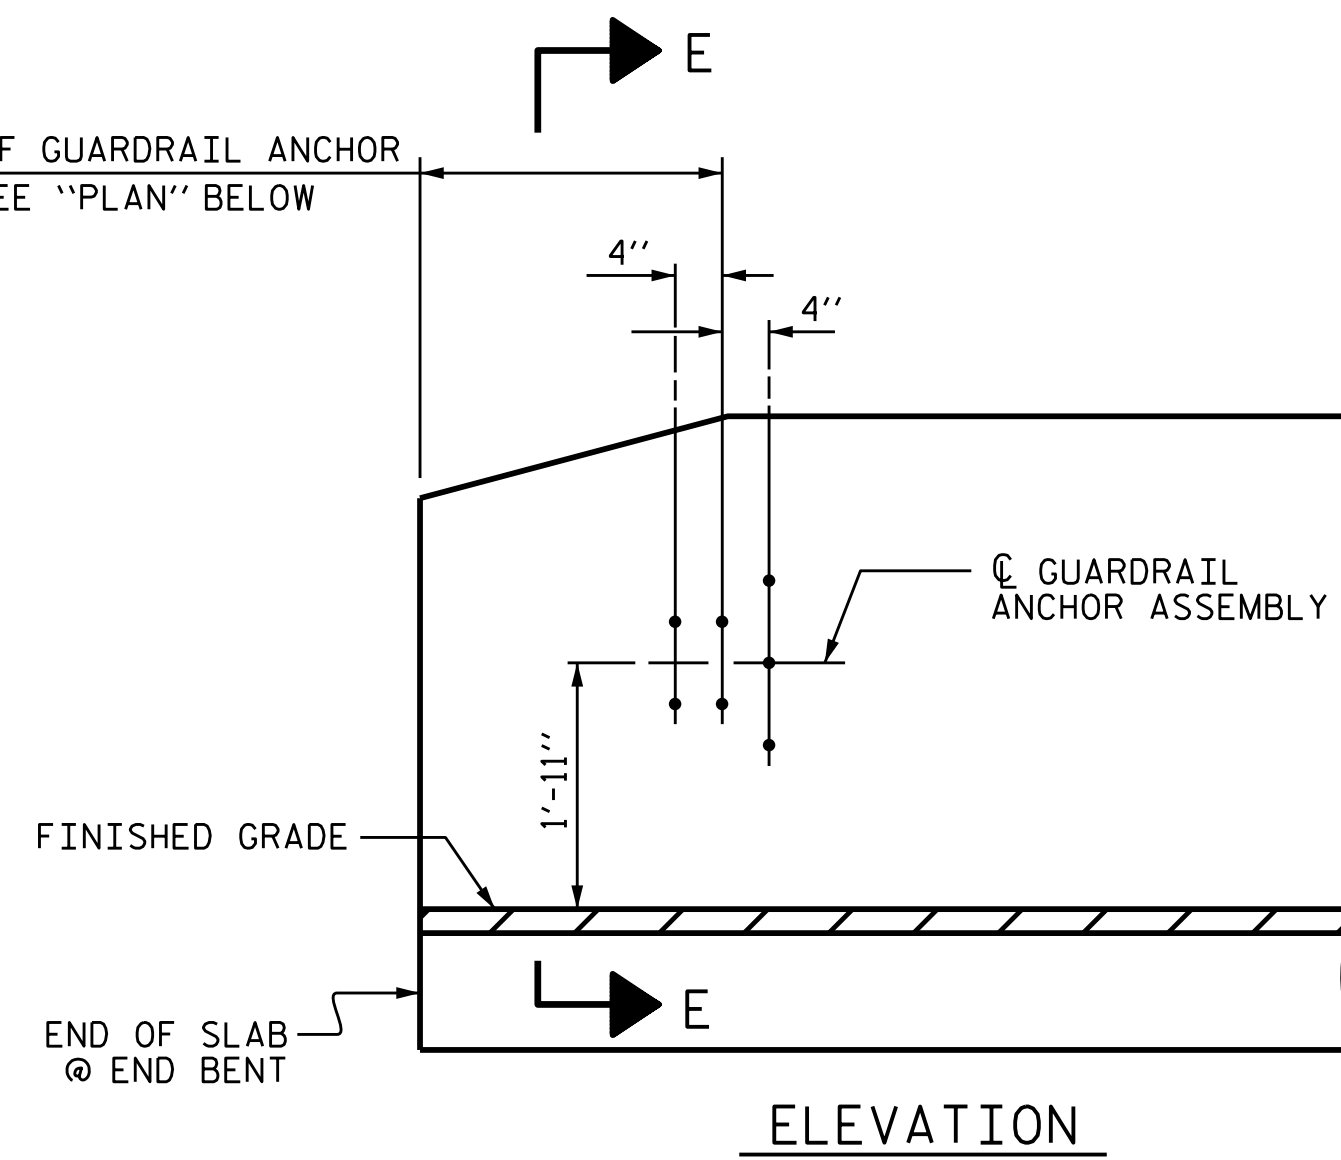 E
F GUARDRAIL ANCHOR
EE "PLAN" BELOW
4"
4"
℄ GUARDRAIL
ANCHOR ASSEMBLY
1'-11"
FINISHED GRADE
E
END OF SLAB
@ END BENT
ELEVATION